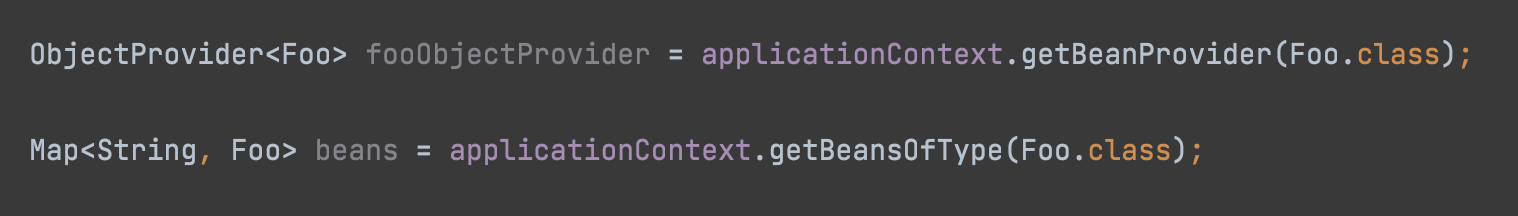 ObjectProvider<Foo> fooObjectProvider = applicationContext.getBeanProvider(Foo.class);
Map<String, Foo> beans = applicationContext.getBeansOfType(Foo.class);